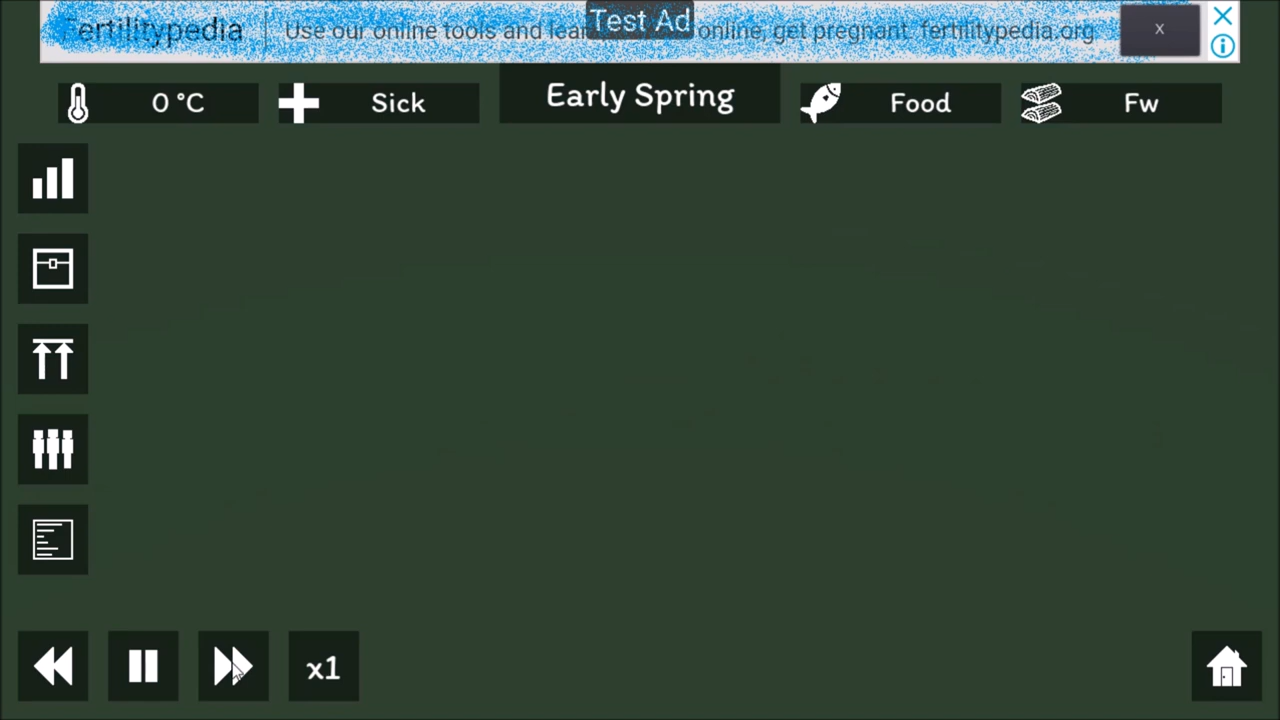 Test Ad
Fertilitypedia Use our online tools and lear online, get pregnant. fertilitypedia.org X
0 °C Sick Early Spring Food Fw
x1